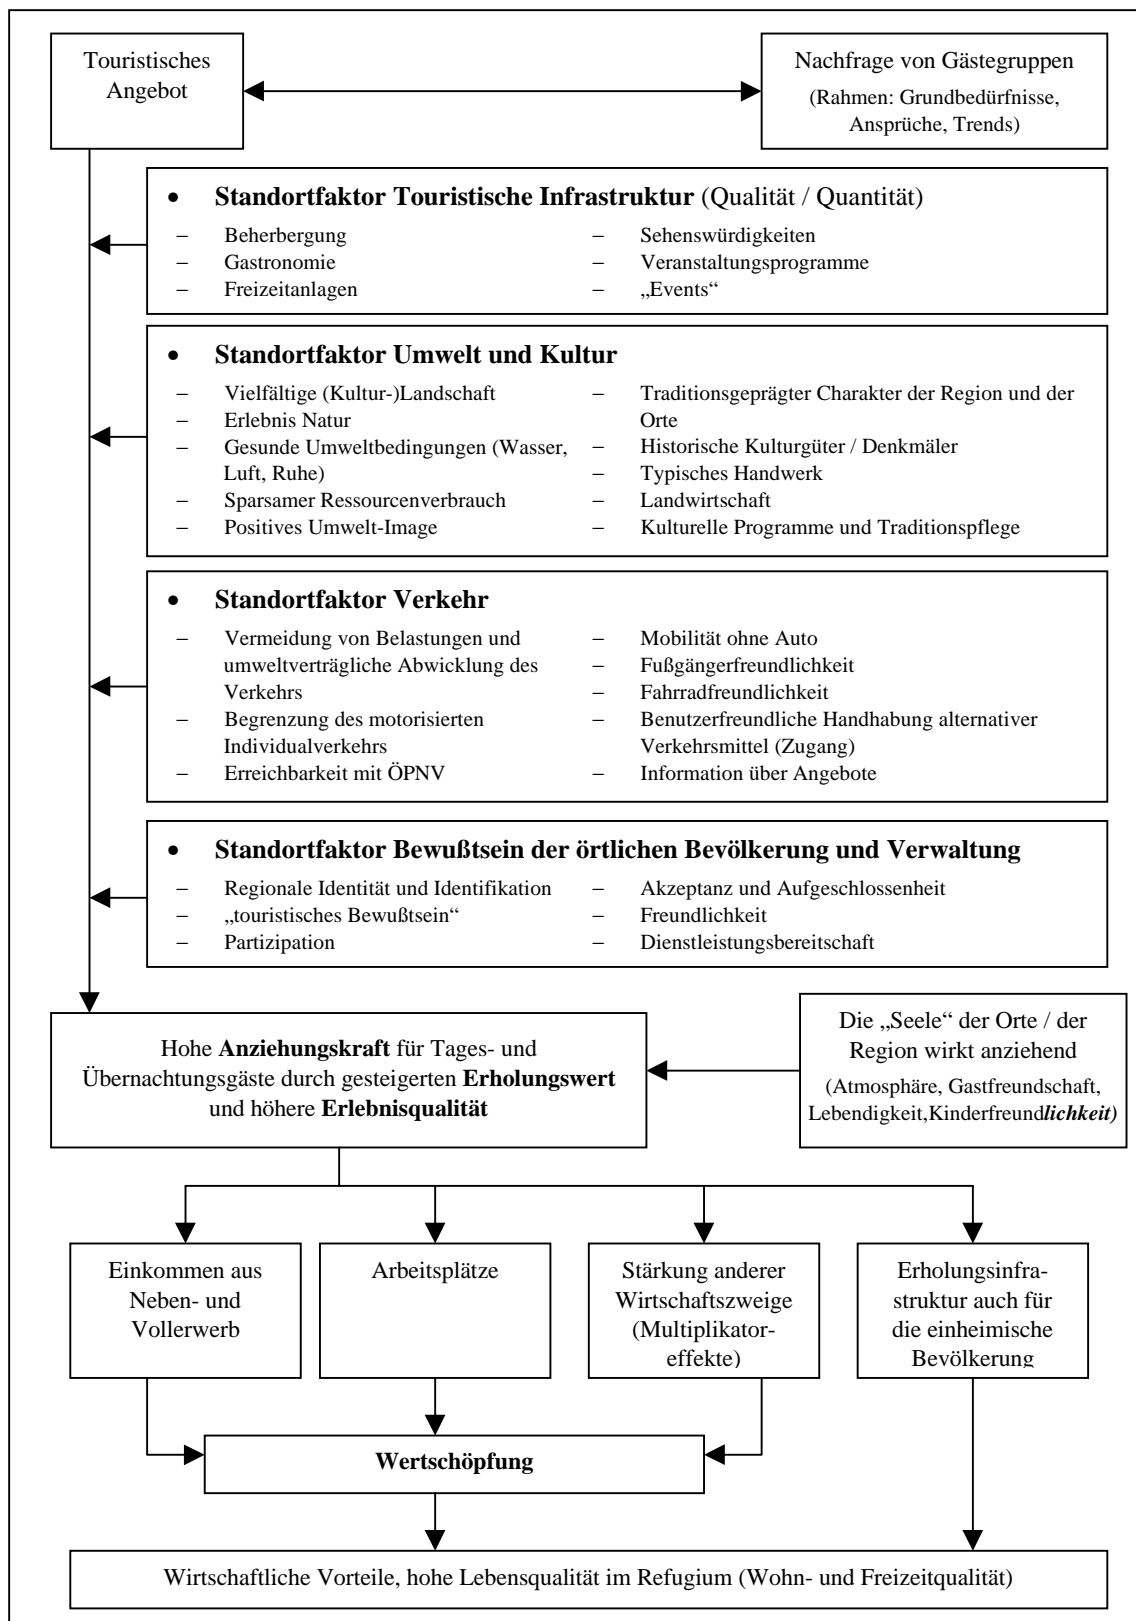 Touristisches
Angebot
Nachfrage von Gästegruppen
(Rahmen: Grundbedürfnisse,
Ansprüche, Trends)
• Standortfaktor Touristische Infrastruktur (Qualität / Quantität)
– Beherbergung
– Gastronomie
– Freizeitanlagen
– Sehenswürdigkeiten
– Veranstaltungsprogramme
– „Events“
• Standortfaktor Umwelt und Kultur
– Vielfältige (Kultur-)Landschaft
– Erlebnis Natur
– Gesunde Umweltbedingungen (Wasser,
Luft, Ruhe)
– Sparsamer Ressourcenverbrauch
– Positives Umwelt-Image
– Traditionsgeprägter Charakter der Region und der
Orte
– Historische Kulturgüter / Denkmäler
– Typisches Handwerk
– Landwirtschaft
– Kulturelle Programme und Traditionspflege
• Standortfaktor Verkehr
– Vermeidung von Belastungen und
umweltverträgliche Abwicklung des
Verkehrs
– Begrenzung des motorisierten
Individualverkehrs
– Erreichbarkeit mit ÖPNV
– Mobilität ohne Auto
– Fußgängerfreundlichkeit
– Fahrradfreundlichkeit
– Benutzerfreundliche Handhabung alternativer
Verkehrsmittel (Zugang)
– Information über Angebote
• Standortfaktor Bewußtsein der örtlichen Bevölkerung und Verwaltung
– Regionale Identität und Identifikation
– „touristisches Bewußtsein“
– Partizipation
– Akzeptanz und Aufgeschlossenheit
– Freundlichkeit
– Dienstleistungsbereitschaft
Hohe Anziehungskraft für Tages- und
Übernachtungsgäste durch gesteigerten Erholungswert
und höhere Erlebnisqualität
Die „Seele“ der Orte / der
Region wirkt anziehend
(Atmosphäre, Gastfreundschaft,
Lebendigkeit,Kinderfreundlichkeit)
Einkommen aus
Neben- und
Vollerwerb
Arbeitsplätze
Stärkung anderer
Wirtschaftszweige
(Multiplikator-
effekte)
Erholungsinfra-
struktur auch für
die einheimische
Bevölkerung
Wertschöpfung
Wirtschaftliche Vorteile, hohe Lebensqualität im Refugium (Wohn- und Freizeitqualität)